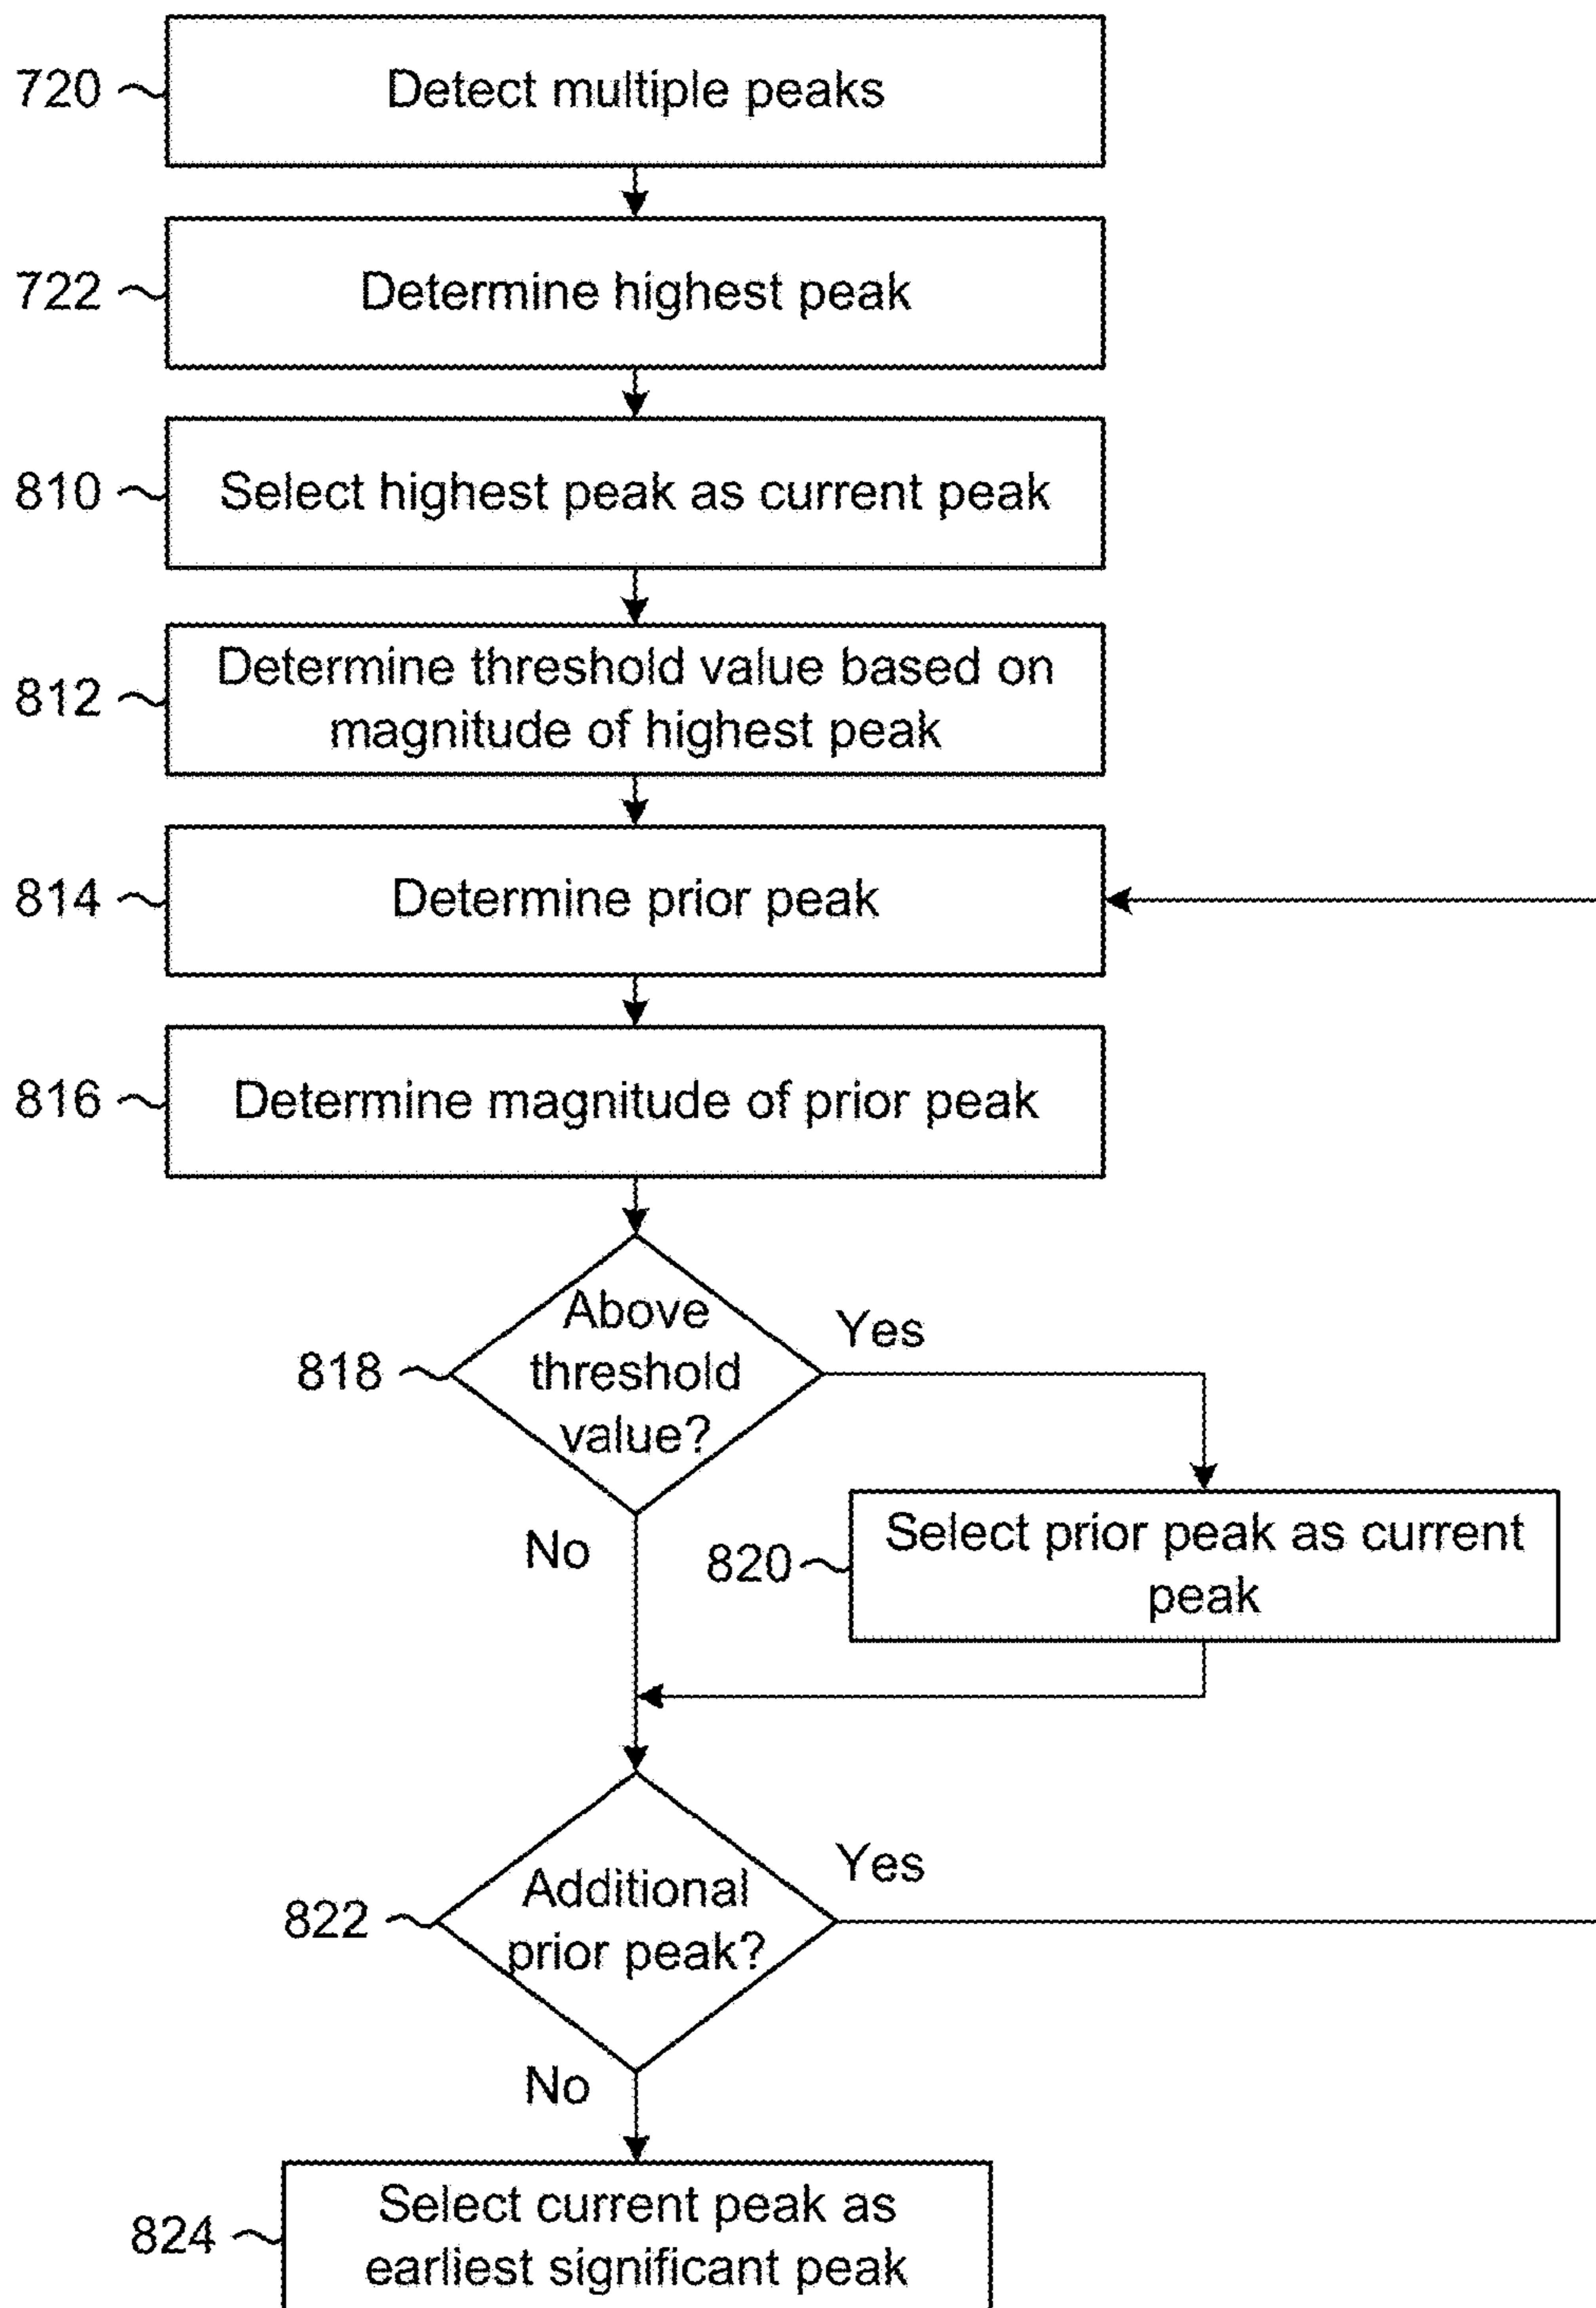 720
Detect multiple peaks
722
Determine highest peak
810
Select highest peak as current peak
812
Determine threshold value based on
magnitude of highest peak
814
Determine prior peak
816
Determine magnitude of prior peak
818
Above
threshold
value?
Yes
No
820
Select prior peak as current
peak
822
Additional
prior peak?
Yes
No
824
Select current peak as
earliest significant peak